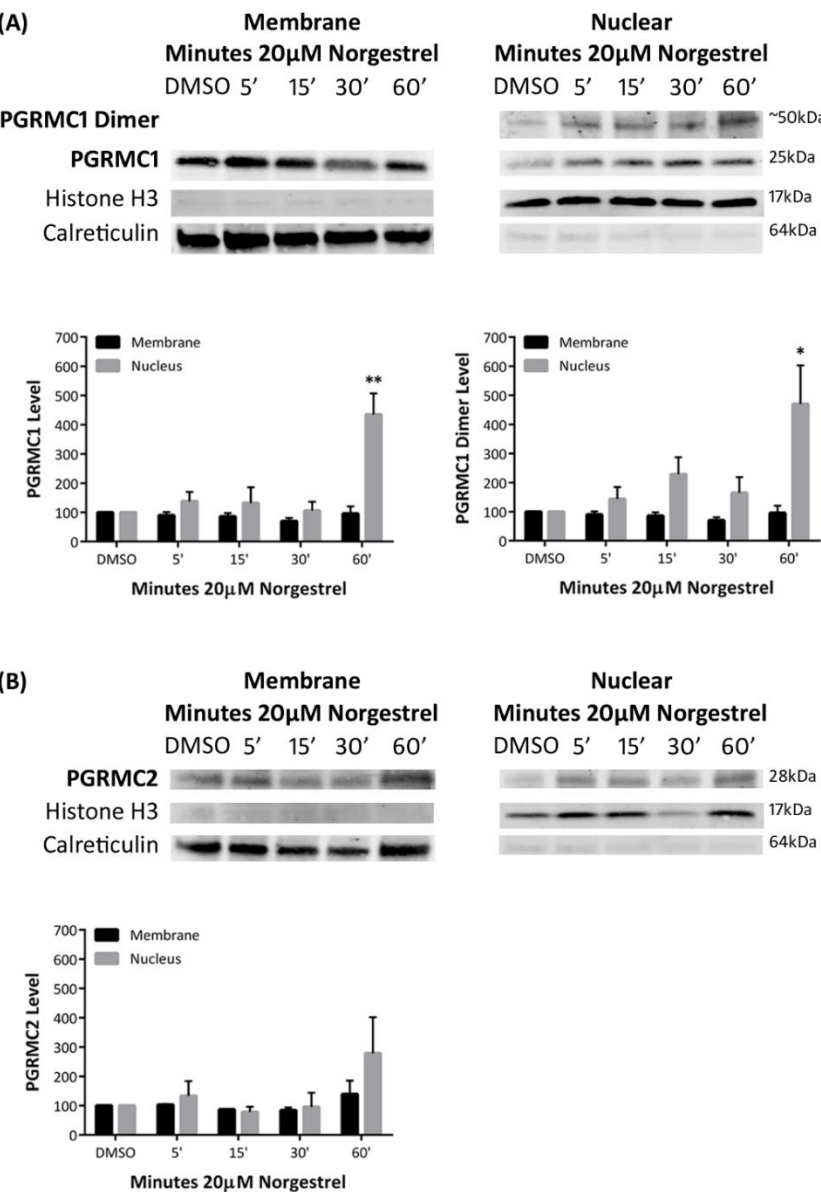 (A)
Membrane
Minutes 20μM Norgestrel
DMSO 5' 15' 30' 60'
Nuclear
Minutes 20μM Norgestrel
DMSO 5' 15' 30' 60'
PGRMC1 Dimer
~50kDa
PGRMC1
25kDa
Histone H3
17kDa
Calreticulin
64kDa
PGRMC1 Level
700
600
500
400
300
200
100
0
Membrane
Nucleus
**
DMSO 5' 15' 30' 60'
Minutes 20μM Norgestrel
PGRMC1 Dimer Level
700
600
500
400
300
200
100
0
Membrane
Nucleus
*
DMSO 5' 15' 30' 60'
Minutes 20μM Norgestrel
(B)
Membrane
Minutes 20μM Norgestrel
DMSO 5' 15' 30' 60'
Nuclear
Minutes 20μM Norgestrel
DMSO 5' 15' 30' 60'
PGRMC2
28kDa
Histone H3
17kDa
Calreticulin
64kDa
PGRMC2 Level
700
600
500
400
300
200
100
0
Membrane
Nucleus
DMSO 5' 15' 30' 60'
Minutes 20μM Norgestrel